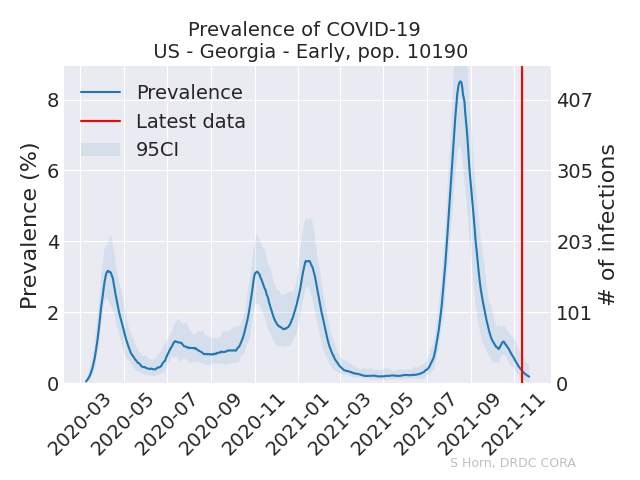 Prevalence of COVID-19
US - Georgia - Early, pop. 10190
Prevalence
Latest data
95CI
Prevalence (%)
8
6
4
2
0
# of infections
407
305
203
101
0
2020-03
2020-05
2020-07
2020-09
2020-11
2021-01
2021-03
2021-05
2021-07
2021-09
2021-11
S Horn, DRDC CORA